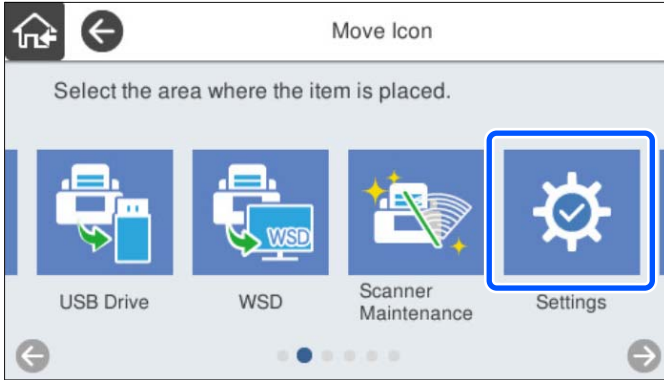 Move Icon
Select the area where the item is placed.
WSD
USB Drive
WSD
Scanner
Maintenance
Settings